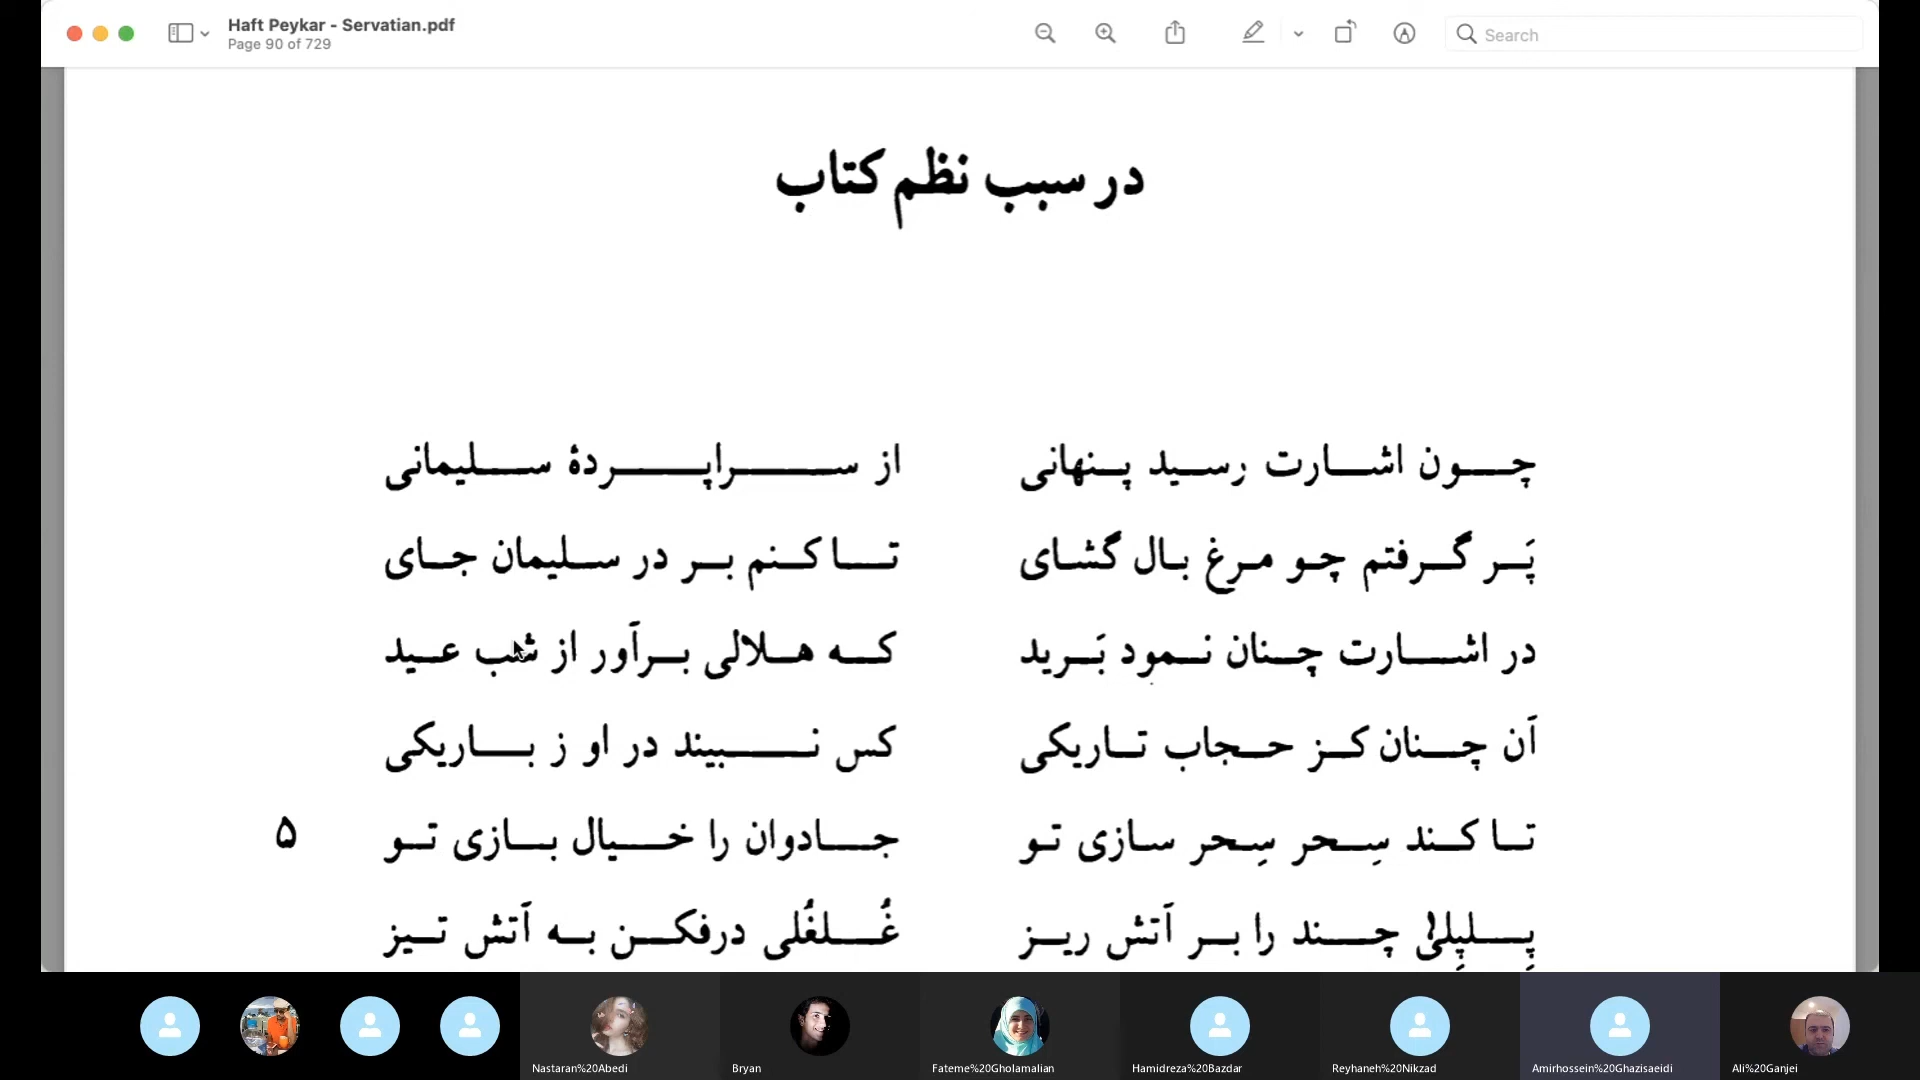 Haft Peykar - Servatian.pdf
Page 90 of 729
Search
در سبب نظم کتاب
چون اشارت رسید پنهانی از سراپردهٔ سلیمانی
پَر گرفتم چو مرغ بال گشای تا کنم بر در سلیمان جای
در اشارت چنان نمود بَرید که هلالی برآور از شب عید
آن چنان کز حجاب تاریکی کس نبیند در او ز باریکی
تا کند سِحر سِحر سازی تو جادوان را خیال بازی تو ۵
پِلپِلیٔ چند را بر آتش ریز غُلغُلی درفکن به آتش تیز
Nastaran%20Abedi
Bryan
Fateme%20Gholamalian
Hamidreza%20Bazdar
Reyhaneh%20Nikzad
Amirhossein%20Ghazisaeidi
Ali%20Ganjei